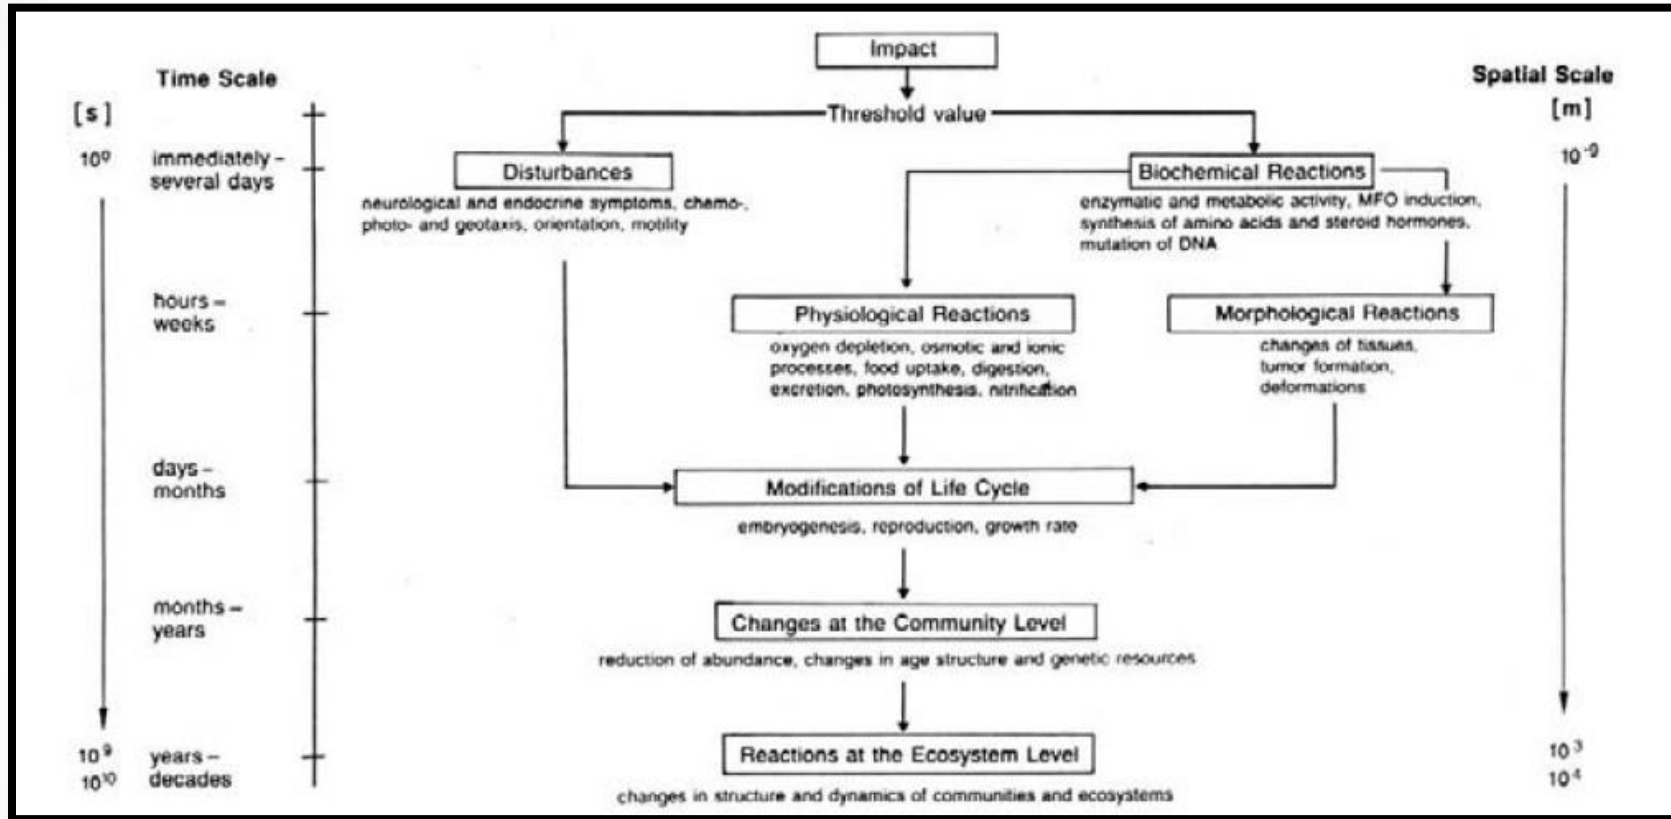 Impact
Time Scale
Spatial Scale
[s]
Threshold value
[m]
10⁰
immediately –
several days
Disturbances
neurological and endocrine symptoms, chemo-,
photo- and geotaxis, orientation, motility
Biochemical Reactions
enzymatic and metabolic activity, MFO induction,
synthesis of amino acids and steroid hormones,
mutation of DNA
10⁻⁹
hours –
weeks
Physiological Reactions
oxygen depletion, osmotic and ionic
processes, food uptake, digestion,
excretion, photosynthesis, nitrification
Morphological Reactions
changes of tissues,
tumor formation,
deformations
days –
months
Modifications of Life Cycle
embryogenesis, reproduction, growth rate
months –
years
Changes at the Community Level
reduction of abundance, changes in age structure and genetic resources
10⁹
10¹⁰
years –
decades
Reactions at the Ecosystem Level
changes in structure and dynamics of communities and ecosystems
10³
10⁴